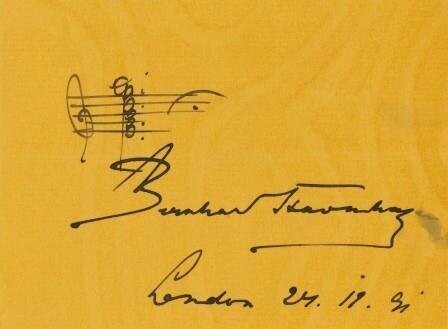 Bernhard Stavenhagen
London 24. 11. 91